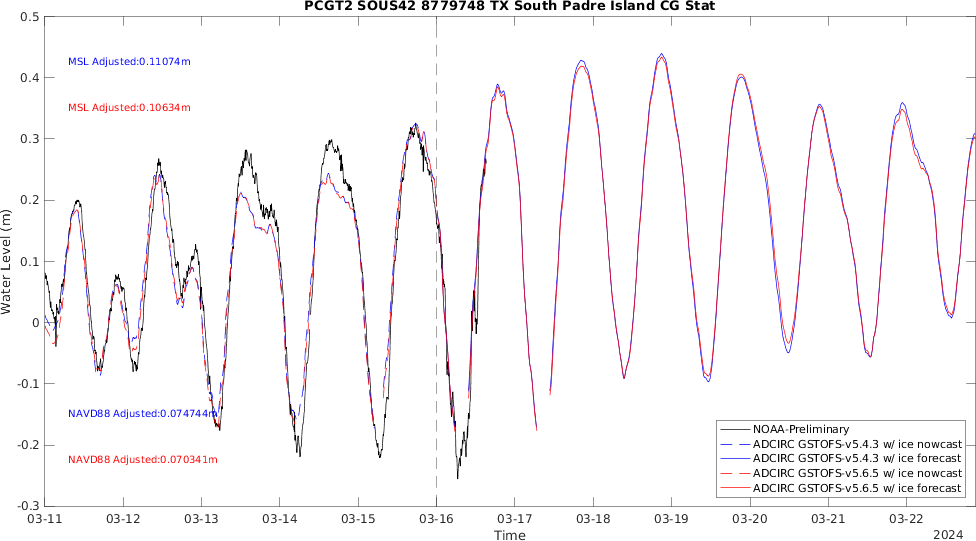 PCGT2 SOUS42 8779748 TX South Padre Island CG Stat
0.5
0.4
0.3
0.2
0.1
0
-0.1
-0.2
-0.3
Water Level (m)
MSL Adjusted:0.11074m
MSL Adjusted:0.10634m
NAVD88 Adjusted:0.074744m
NAVD88 Adjusted:0.070341m
NOAA-Preliminary
ADCIRC GSTOFS-v5.4.3 w/ ice nowcast
ADCIRC GSTOFS-v5.4.3 w/ ice forecast
ADCIRC GSTOFS-v5.6.5 w/ ice nowcast
ADCIRC GSTOFS-v5.6.5 w/ ice forecast
03-11 03-12 03-13 03-14 03-15 03-16 03-17 03-18 03-19 03-20 03-21 03-22
Time
2024